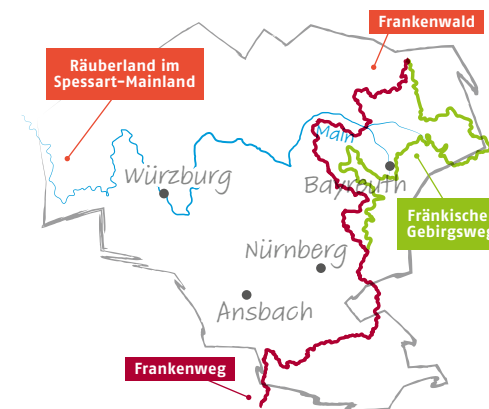 Frankenwald
Räuberland im
Spessart-Mainland
Main
Würzburg
Bayreuth
Fränkische
Gebirgsweg
Nürnberg
Ansbach
Frankenweg